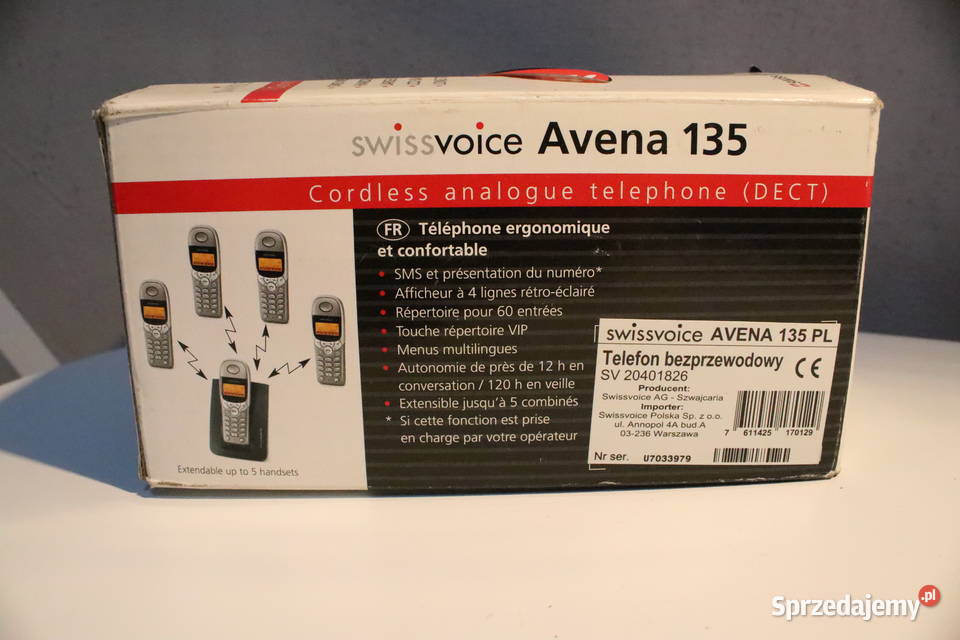 swissvoice Avena 135
Cordless analogue telephone (DECT)
FR Téléphone ergonomique
et confortable
• SMS et présentation du numéro*
• Afficheur à 4 lignes rétro-éclairé
• Répertoire pour 60 entrées
• Touche répertoire VIP
• Menus multilingues
• Autonomie de près de 12 h en
conversation / 120 h en veille
• Extensible jusqu'à 5 combinés
* Si cette fonction est prise
en charge par votre opérateur
Extendable up to 5 handsets
swissvoice AVENA 135 PL
Telefon bezprzewodowy
SV 20401826
CE
Producent:
Swissvoice AG - Szwajcaria
Importer:
Swissvoice Polska Sp. z o.o.
ul. Annopol 4A bud.A
03-236 Warszawa
7 611425 170129
Nr ser. U7033979
Sprzedajemy.pl